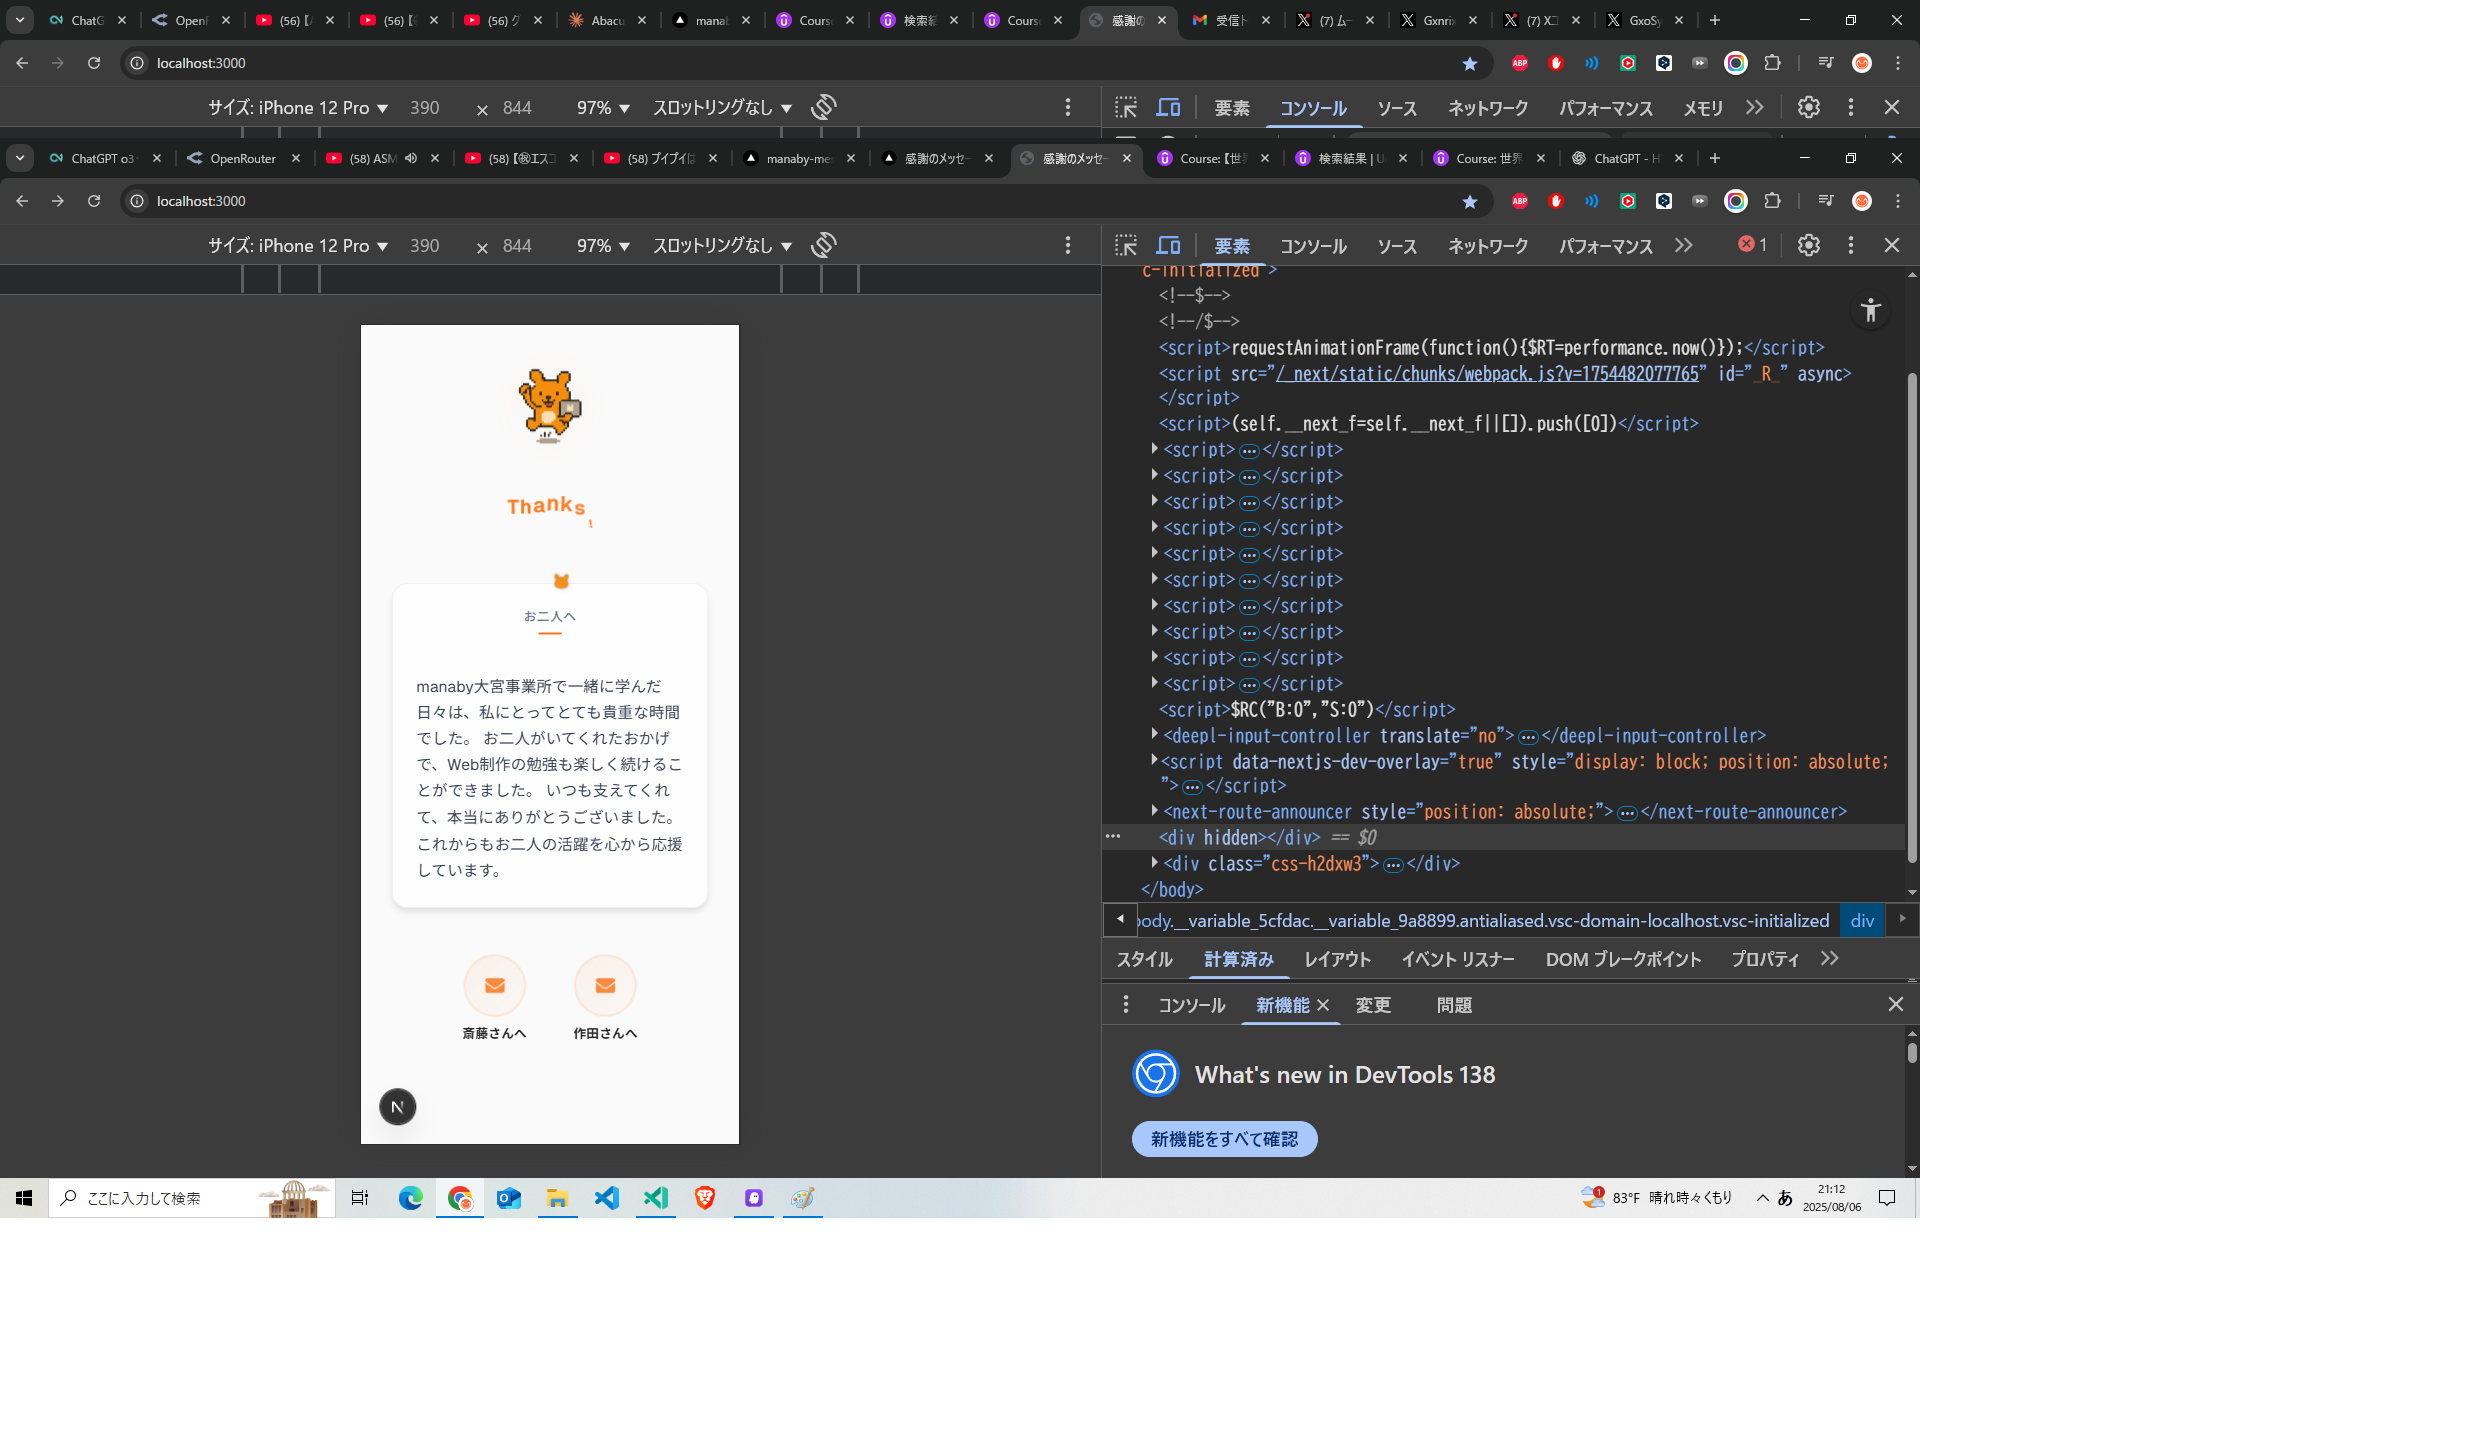 ChatG
OpenF
(56)【ﾉ
(56)【㊗
(56) グ
Abacu
manab
Cours
検索結
Cours
感謝の
受信ト
(7) ムー
Gxnrix
(7) Xユ
GxoSy
localhost:3000
サイズ: iPhone 12 Pro ▼ 390 × 844 97% ▼ スロットリングなし ▼
要素 コンソール ソース ネットワーク パフォーマンス メモリ
ChatGPT o3-
OpenRouter
(58) ASM
(58)【㊗エスコ
(58) プイプイは
manaby-mes
感謝のメッセー
感謝のメッセー
Course:【世界
検索結果 | U
Course: 世界
ChatGPT - H
localhost:3000
サイズ: iPhone 12 Pro ▼ 390 × 844 97% ▼ スロットリングなし ▼
要素 コンソール ソース ネットワーク パフォーマンス 1
Thanks!
お二人へ
manaby大宮事業所で一緒に学んだ
日々は、私にとってとても貴重な時間
でした。 お二人がいてくれたおかげ
で、Web制作の勉強も楽しく続けるこ
とができました。 いつも支えてくれ
て、本当にありがとうございました。
これからもお二人の活躍を心から応援
しています。
斎藤さんへ 作田さんへ
N
c-initialized">
<!--$-->
<!--/$-->
<script>requestAnimationFrame(function(){$RT=performance.now()});</script>
<script src="/_next/static/chunks/webpack.js?v=1754482077765" id="_R_" async>
</script>
<script>(self.__next_f=self.__next_f||[]).push([0])</script>
<script>…</script>
<script>…</script>
<script>…</script>
<script>…</script>
<script>…</script>
<script>…</script>
<script>…</script>
<script>…</script>
<script>…</script>
<script>…</script>
<script>$RC("B:0","S:0")</script>
<deepl-input-controller translate="no">…</deepl-input-controller>
<script data-nextjs-dev-overlay="true" style="display: block; position: absolute;
">…</script>
<next-route-announcer style="position: absolute;">…</next-route-announcer>
<div hidden></div> == $0
<div class="css-h2dxw3">…</div>
</body>
body.__variable_5cfdac.__variable_9a8899.antialiased.vsc-domain-localhost.vsc-initialized div
スタイル 計算済み レイアウト イベント リスナー DOM ブレークポイント プロパティ
コンソール 新機能 変更 問題
What's new in DevTools 138
新機能をすべて確認
ここに入力して検索
83°F 晴れ時々くもり
あ
21:12
2025/08/06